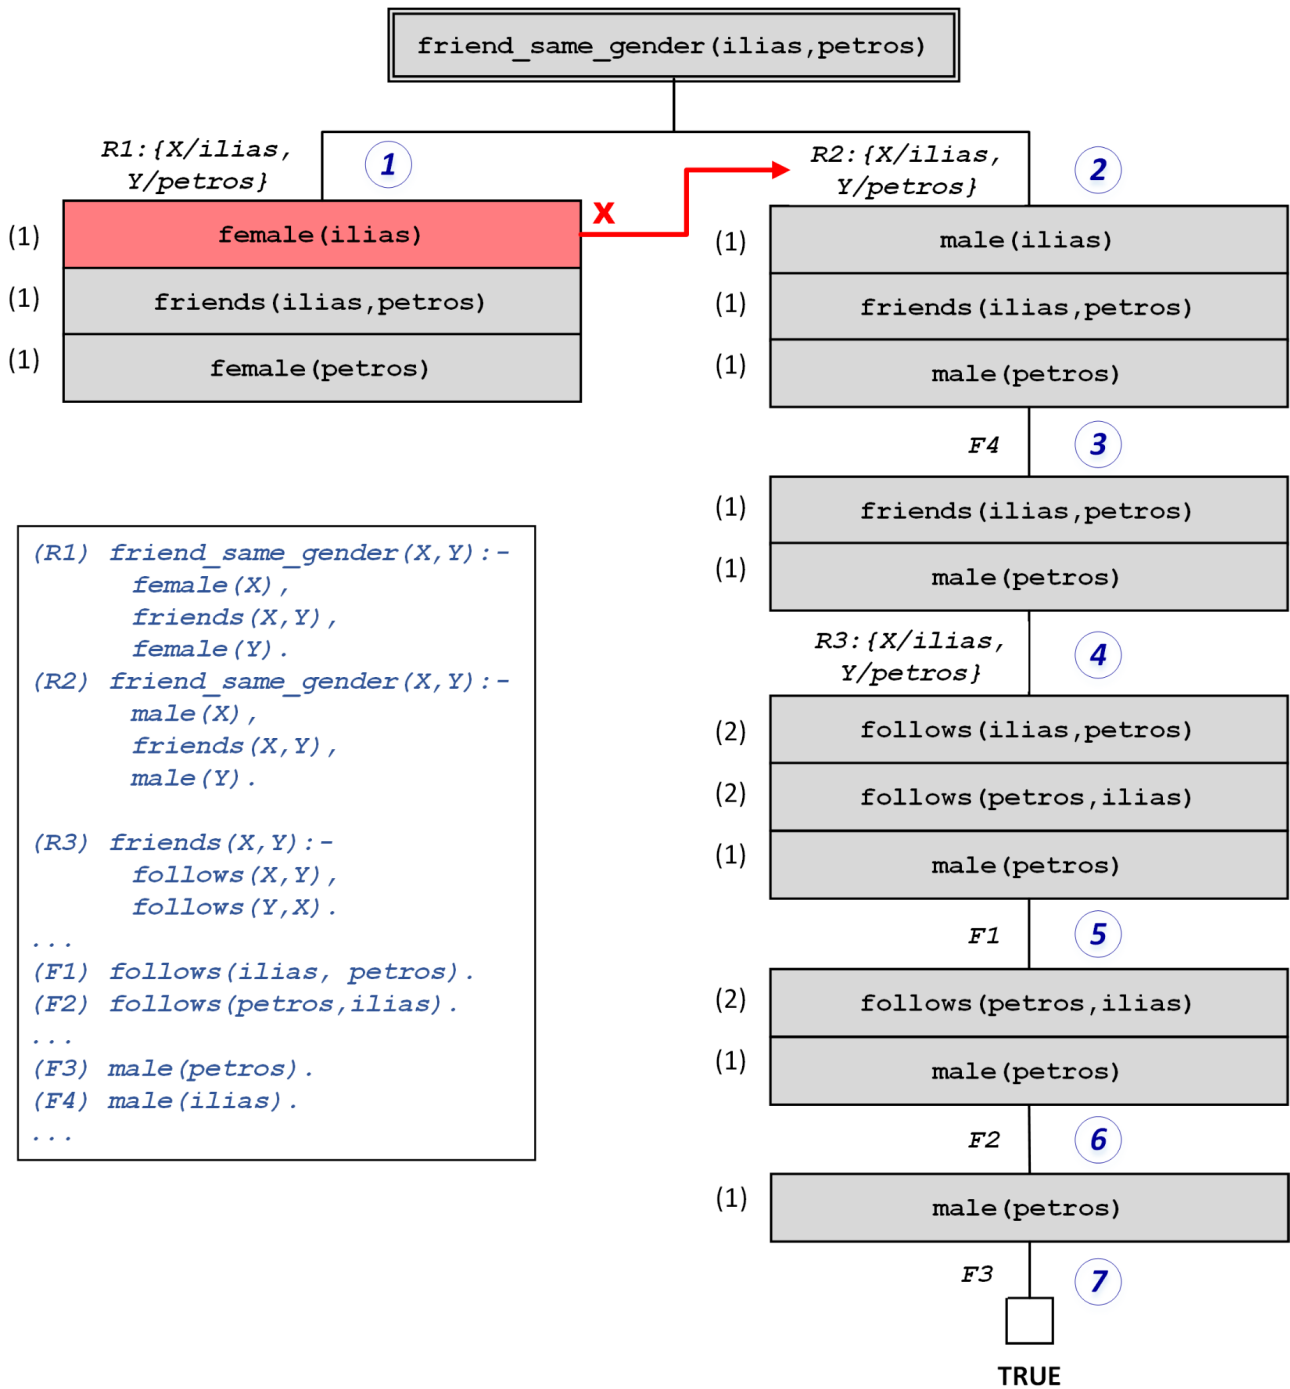 friend_same_gender(ilias,petros)
R1:{X/ilias,
Y/petros}
1
(1) female(ilias)
X
(1) friends(ilias,petros)
(1) female(petros)
R2:{X/ilias,
Y/petros}
2
(1) male(ilias)
(1) friends(ilias,petros)
(1) male(petros)
F4
3
(1) friends(ilias,petros)
(1) male(petros)
R3:{X/ilias,
Y/petros}
4
(2) follows(ilias,petros)
(2) follows(petros,ilias)
(1) male(petros)
F1
5
(2) follows(petros,ilias)
(1) male(petros)
F2
6
(1) male(petros)
F3
7
TRUE
(R1) friend_same_gender(X,Y):-
female(X),
friends(X,Y),
female(Y).
(R2) friend_same_gender(X,Y):-
male(X),
friends(X,Y),
male(Y).
(R3) friends(X,Y):-
follows(X,Y),
follows(Y,X).
...
(F1) follows(ilias, petros).
(F2) follows(petros,ilias).
...
(F3) male(petros).
(F4) male(ilias).
...